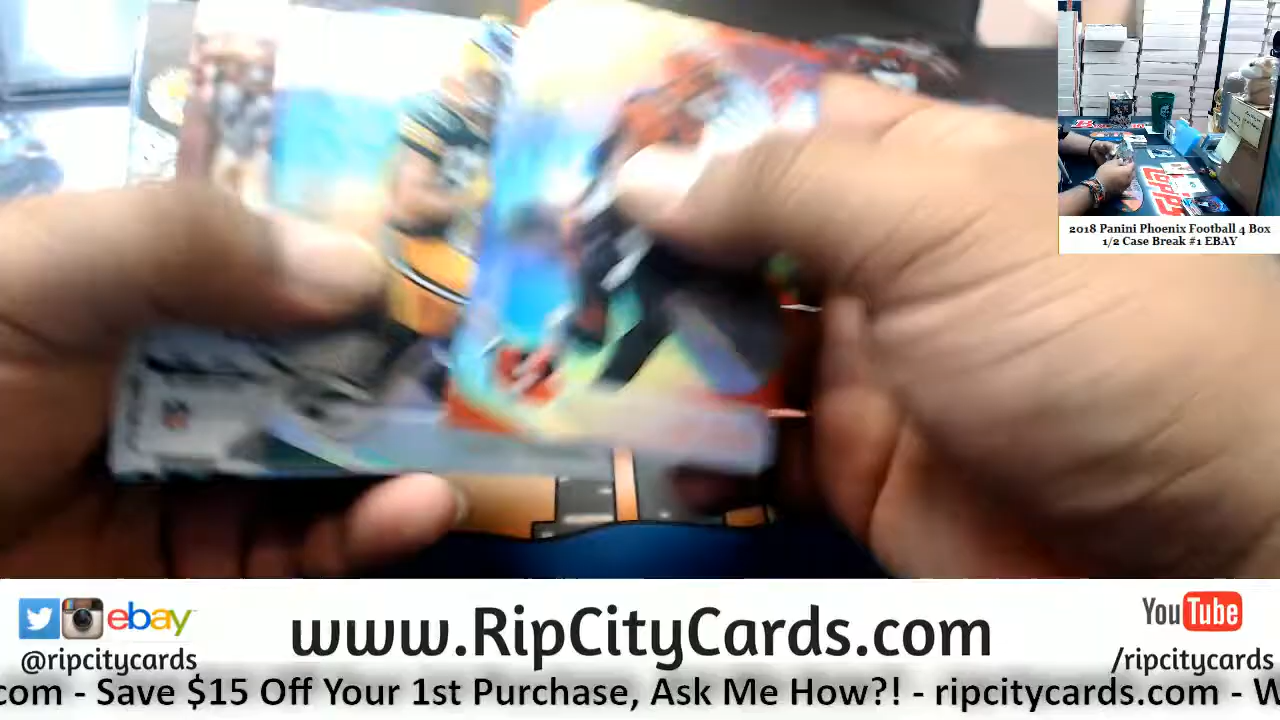 TOPPS
2018 Panini Phoenix Football 4 Box
1/2 Case Break #1 EBAY
ebay
@ripcitycards
www.RipCityCards.com
YouTube
/ripcitycards
com - Save $15 Off Your 1st Purchase, Ask Me How?! - ripcitycards.com - W